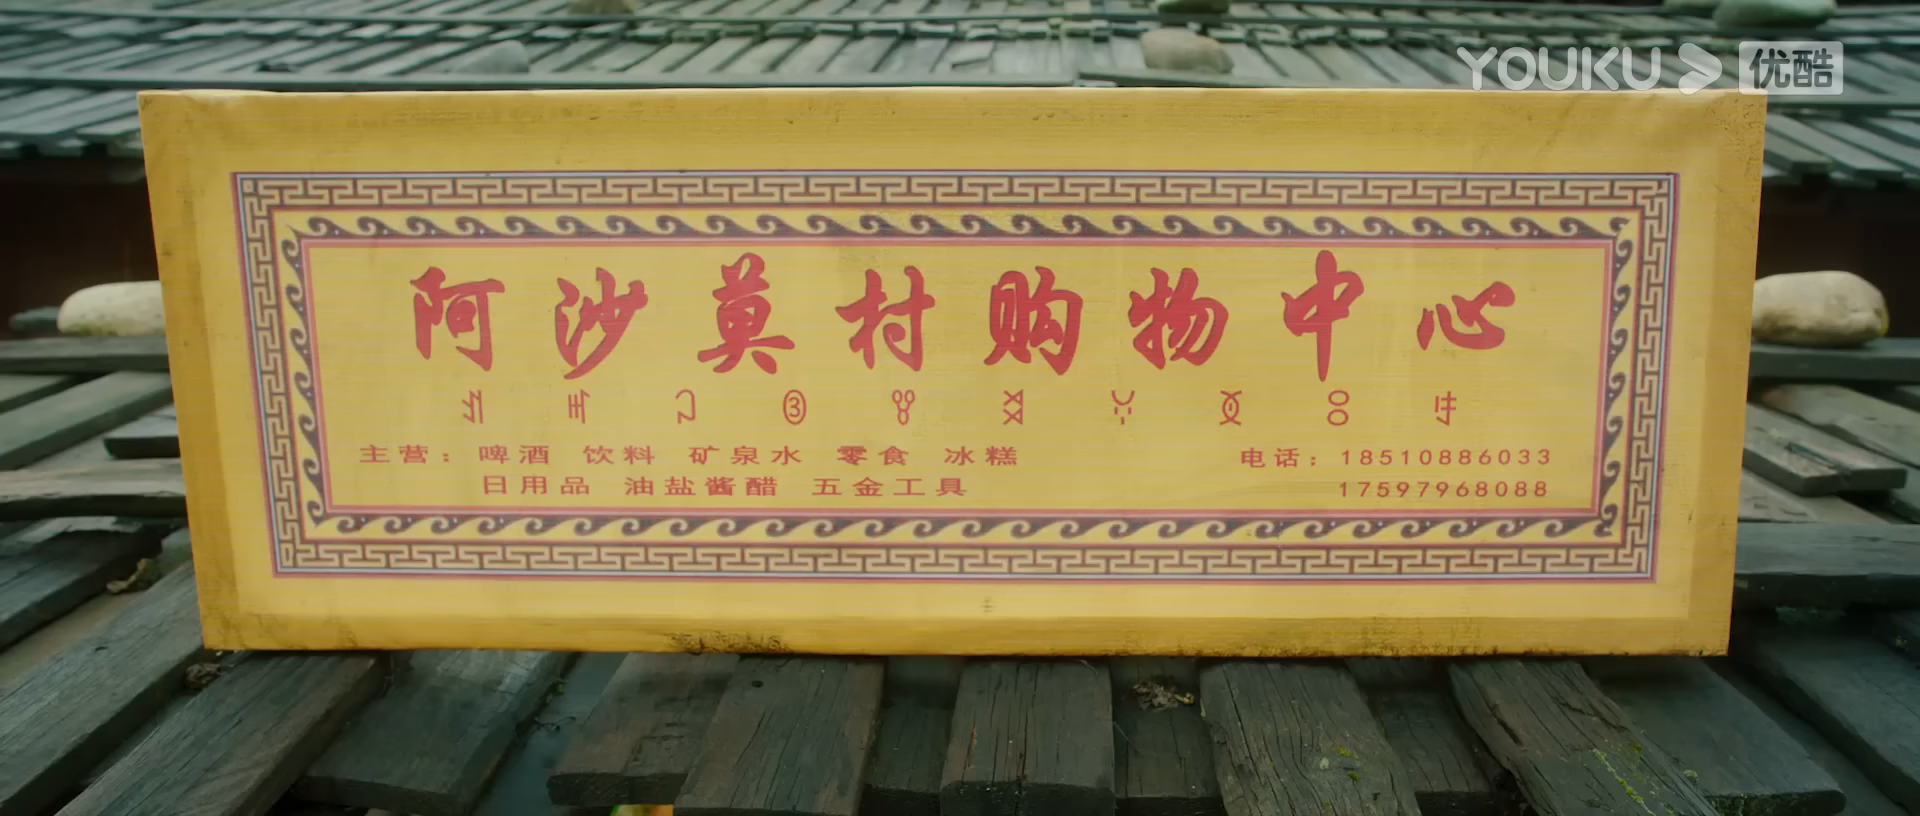 YOUKU 优酷
阿沙莫村购物中心
主营：啤酒 饮料 矿泉水 零食 冰糕
日用品 油盐酱醋 五金工具
电话：18510886033
17597968088